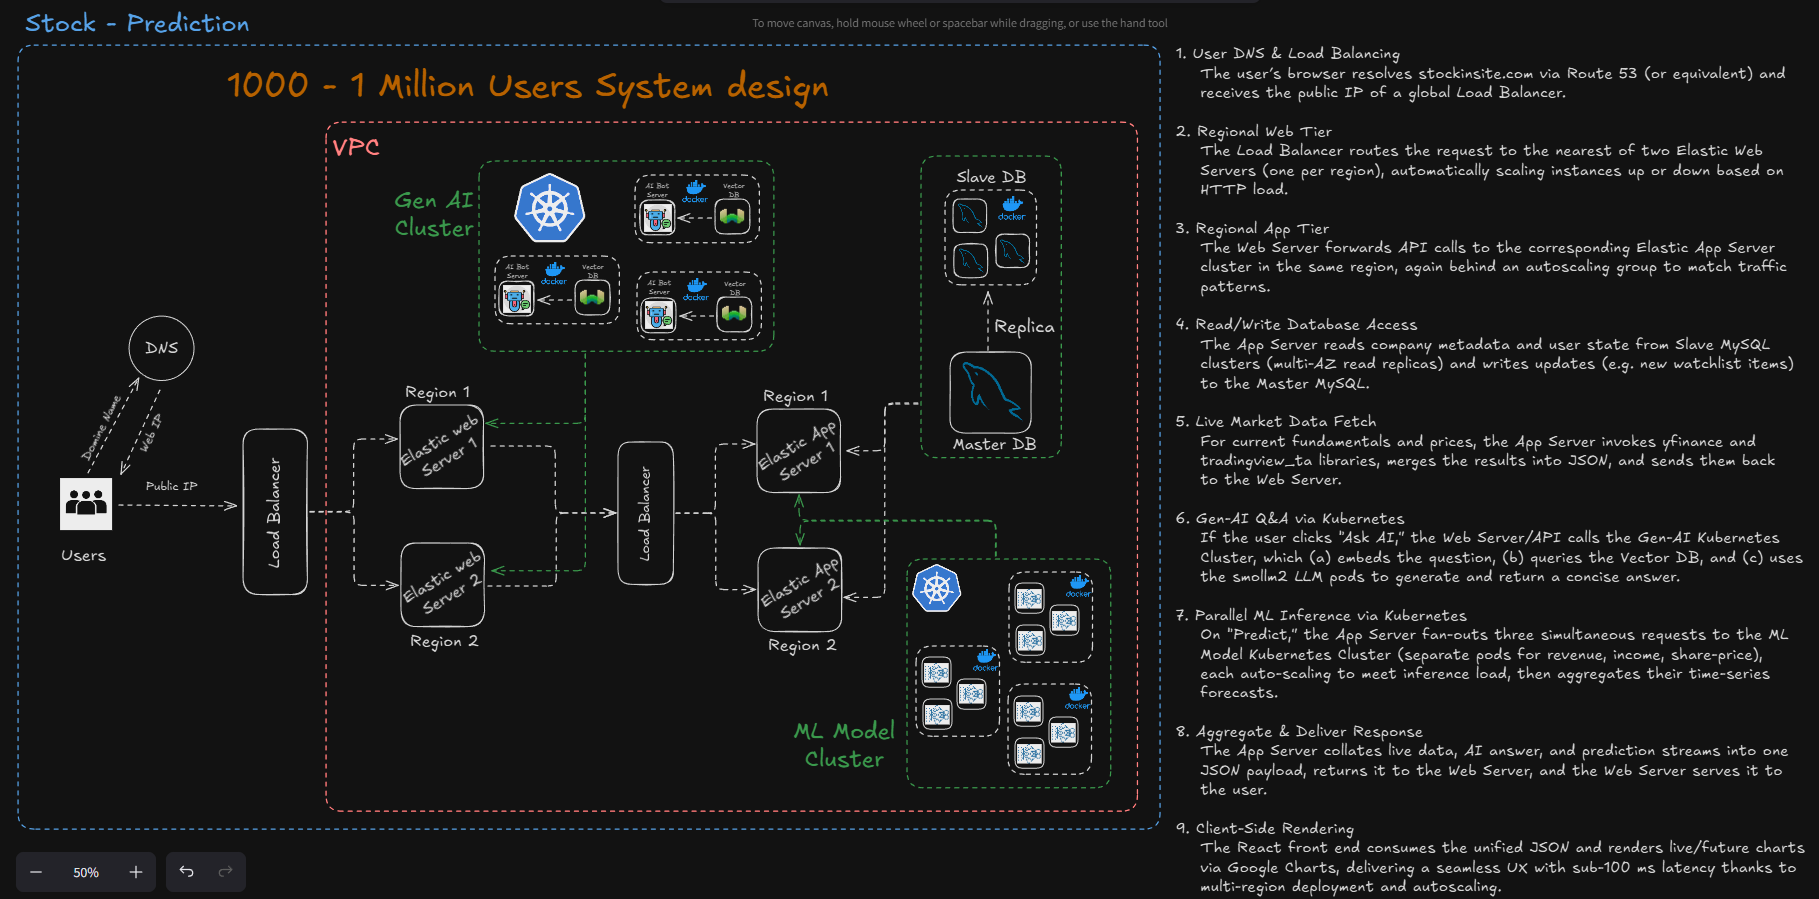 Stock - Prediction
To move canvas, hold mouse wheel or spacebar while dragging, or use the hand tool
1000 - 1 Million Users System design
VPC
Gen AI
Cluster
AI Bot
Server
docker
Vector
DB
AI Bot
Server
docker
Vector
DB
AI Bot
Server
docker
Vector
DB
Slave DB
docker
Replica
Master DB
DNS
Domine Name
Web IP
Public IP
Users
Load Balancer
Region 1
Elastic web
Server 1
Elastic web
Server 2
Region 2
Load Balancer
Region 1
Elastic App
Server 1
Elastic App
Server 2
Region 2
docker
docker
docker
ML Model
Cluster
50%
1. User DNS & Load Balancing
The user's browser resolves stockinsite.com via Route 53 (or equivalent) and
receives the public IP of a global Load Balancer.
2. Regional Web Tier
The Load Balancer routes the request to the nearest of two Elastic Web
Servers (one per region), automatically scaling instances up or down based on
HTTP load.
3. Regional App Tier
The Web Server forwards API calls to the corresponding Elastic App Server
cluster in the same region, again behind an autoscaling group to match traffic
patterns.
4. Read/Write Database Access
The App Server reads company metadata and user state from Slave MySQL
clusters (multi-AZ read replicas) and writes updates (e.g. new watchlist items)
to the Master MySQL.
5. Live Market Data Fetch
For current fundamentals and prices, the App Server invokes yfinance and
tradingview_ta libraries, merges the results into JSON, and sends them back
to the Web Server.
6. Gen-AI Q&A via Kubernetes
If the user clicks "Ask AI," the Web Server/API calls the Gen-AI Kubernetes
Cluster, which (a) embeds the question, (b) queries the Vector DB, and (c) uses
the smollm2 LLM pods to generate and return a concise answer.
7. Parallel ML Inference via Kubernetes
On "Predict," the App Server fan-outs three simultaneous requests to the ML
Model Kubernetes Cluster (separate pods for revenue, income, share-price),
each auto-scaling to meet inference load, then aggregates their time-series
forecasts.
8. Aggregate & Deliver Response
The App Server collates live data, AI answer, and prediction streams into one
JSON payload, returns it to the Web Server, and the Web Server serves it to
the user.
9. Client-Side Rendering
The React front end consumes the unified JSON and renders live/future charts
via Google Charts, delivering a seamless UX with sub-100 ms latency thanks to
multi-region deployment and autoscaling.